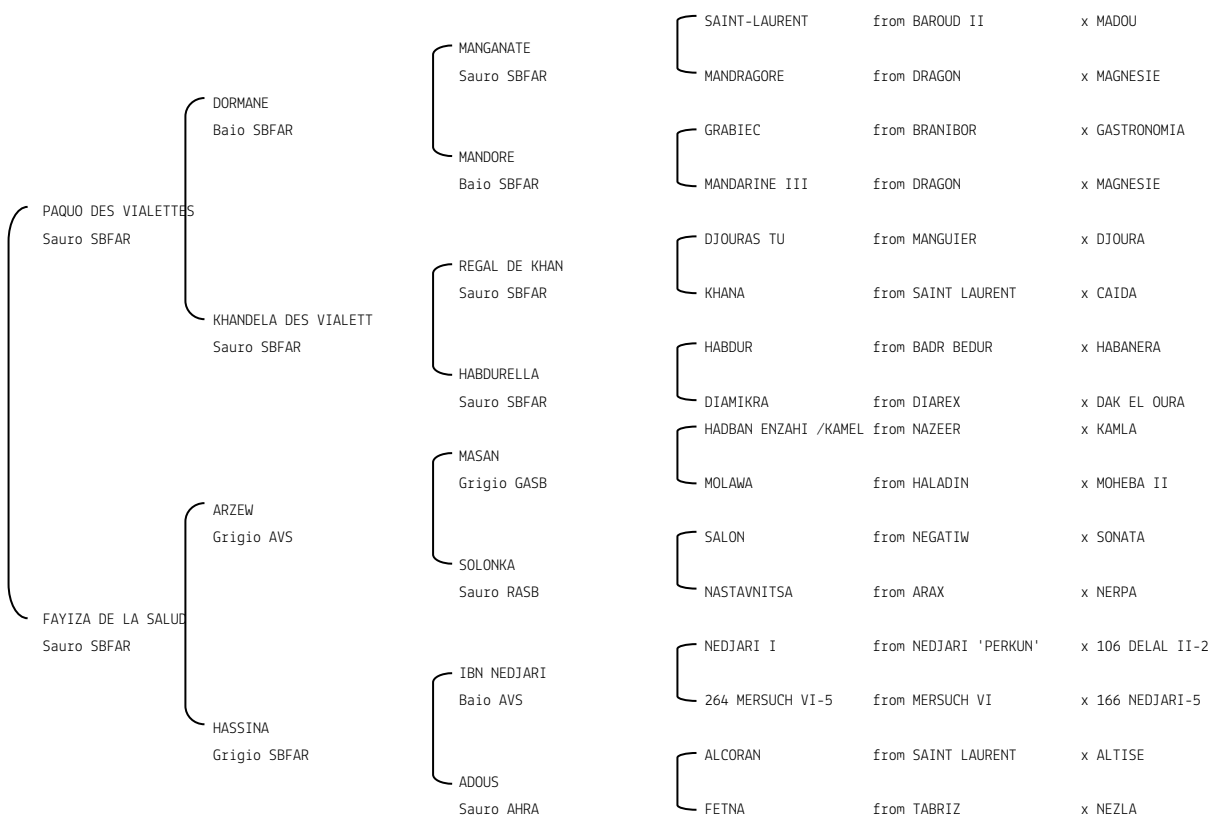 SAINT-LAURENT from BAROUD II x MADOU
MANGANATE
Sauro SBFAR MANDRAGORE from DRAGON x MAGNESIE
DORMANE
Baio SBFAR GRABIEC from BRANIBOR x GASTRONOMIA
MANDORE
Baio SBFAR MANDARINE III from DRAGON x MAGNESIE
PAQUO DES VIALETTES
Sauro SBFAR DJOURAS TU from MANGUIER x DJOURA
REGAL DE KHAN
Sauro SBFAR KHANA from SAINT LAURENT x CAIDA
KHANDELA DES VIALETT
Sauro SBFAR HABDUR from BADR BEDUR x HABANERA
HABDURELLA
Sauro SBFAR DIAMIKRA from DIAREX x DAK EL OURA
HADBAN ENZAHI /KAMEL from NAZEER x KAMLA
MASAN
Grigio GASB MOLAWA from HALADIN x MOHEBA II
ARZEW
Grigio AVS SALON from NEGATIW x SONATA
SOLONKA
Sauro RASB NASTAVNITSA from ARAX x NERPA
FAYIZA DE LA SALUD
Sauro SBFAR NEDJARI I from NEDJARI 'PERKUN' x 106 DELAL II-2
IBN NEDJARI
Baio AVS 264 MERSUCH VI-5 from MERSUCH VI x 166 NEDJARI-5
HASSINA
Grigio SBFAR ALCORAN from SAINT LAURENT x ALTISE
ADOUS
Sauro AHRA FETNA from TABRIZ x NEZLA